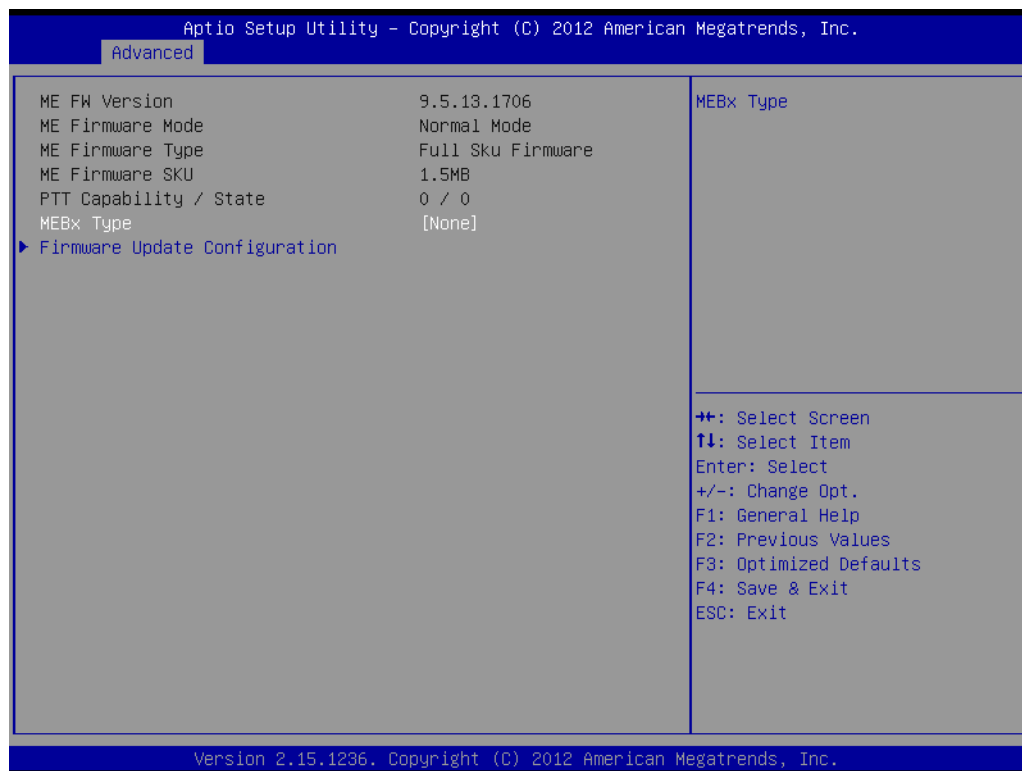 Aptio Setup Utility – Copyright (C) 2012 American Megatrends, Inc.
Advanced
ME FW Version 9.5.13.1706
ME Firmware Mode Normal Mode
ME Firmware Type Full Sku Firmware
ME Firmware SKU 1.5MB
PTT Capability / State 0 / 0
MEBx Type [None]
▶ Firmware Update Configuration
MEBx Type
→←: Select Screen
↑↓: Select Item
Enter: Select
+/-: Change Opt.
F1: General Help
F2: Previous Values
F3: Optimized Defaults
F4: Save & Exit
ESC: Exit
Version 2.15.1236. Copyright (C) 2012 American Megatrends, Inc.